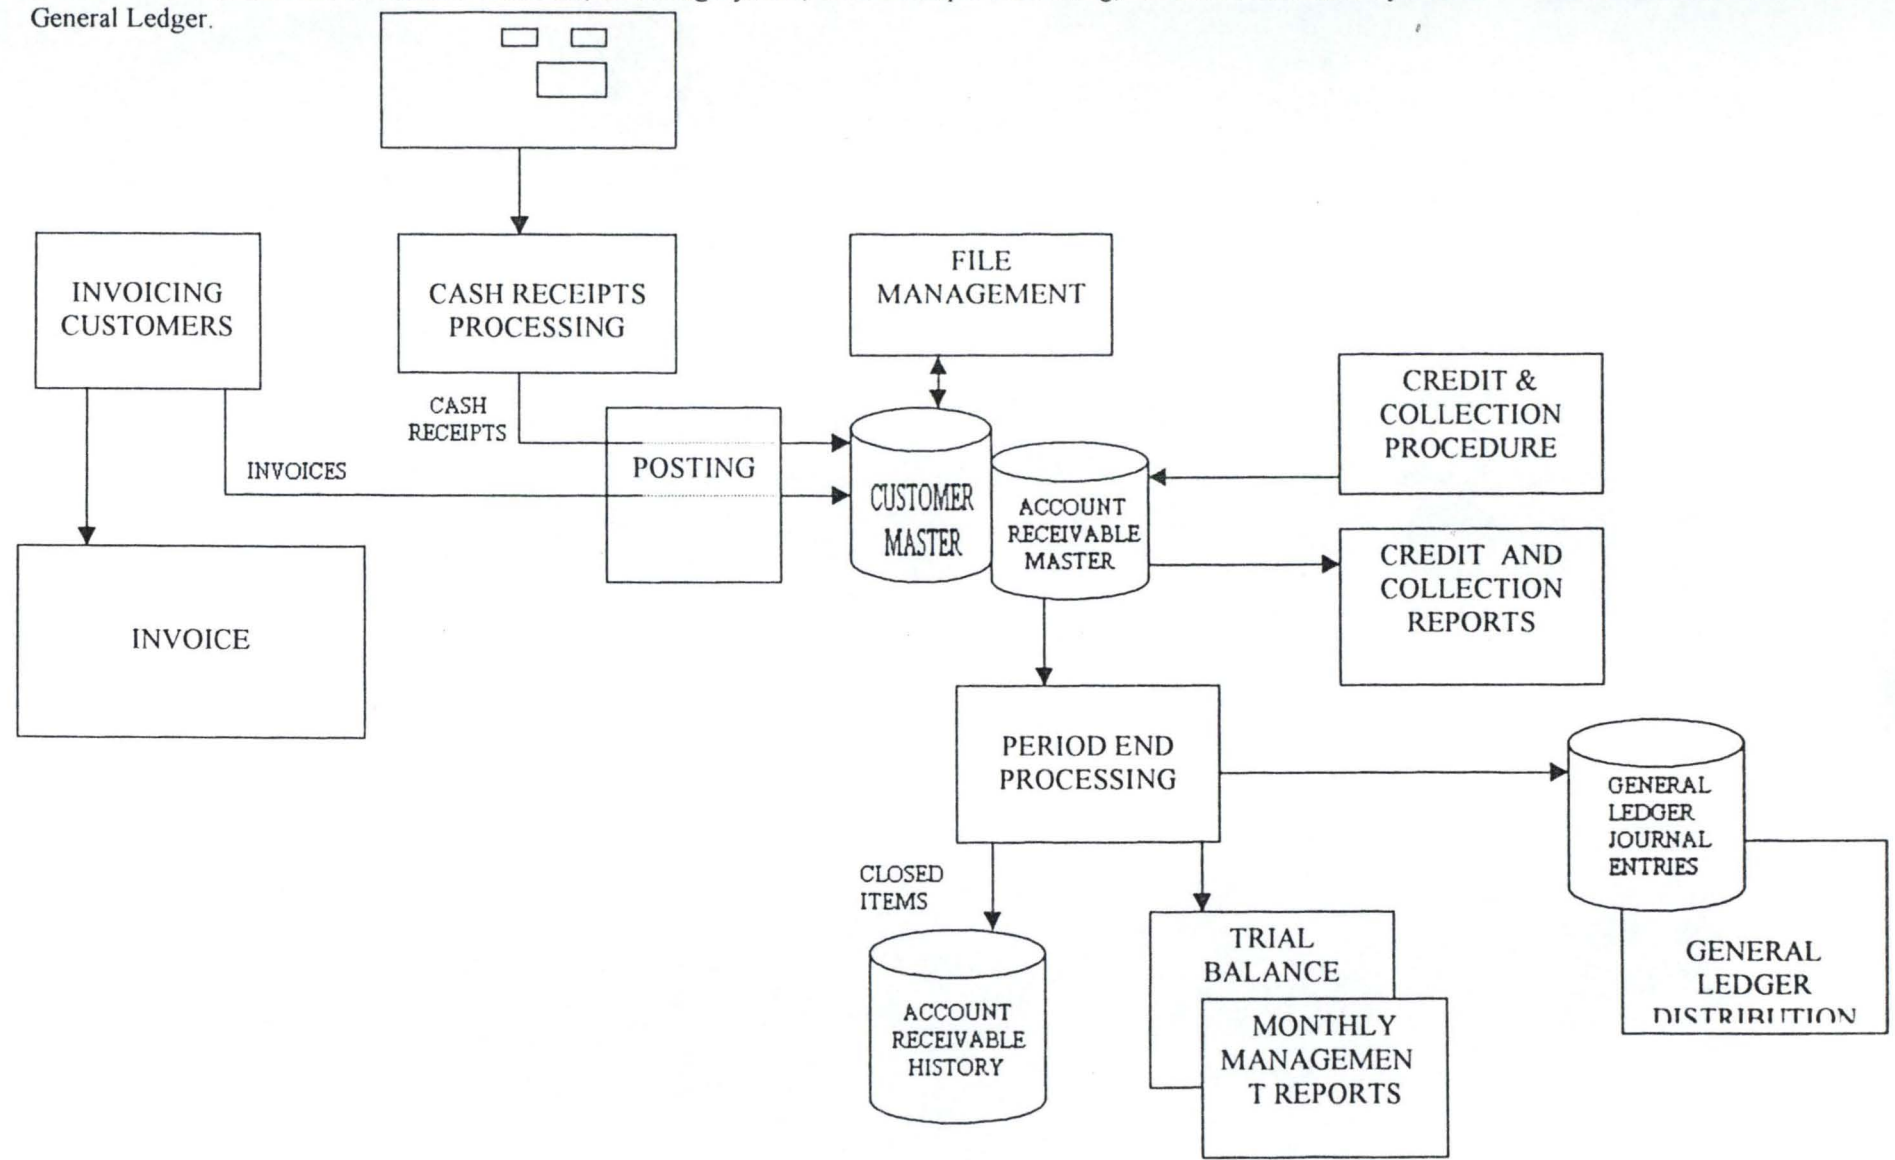 General Ledger.
INVOICING
CUSTOMERS
CASH RECEIPTS
PROCESSING
FILE
MANAGEMENT
CREDIT &
COLLECTION
PROCEDURE
CASH
RECEIPTS
INVOICES
POSTING
CUSTOMER
MASTER
ACCOUNT
RECEIVABLE
MASTER
CREDIT AND
COLLECTION
REPORTS
INVOICE
PERIOD END
PROCESSING
GENERAL
LEDGER
JOURNAL
ENTRIES
CLOSED
ITEMS
TRIAL
BALANCE
GENERAL
LEDGER
DISTRIBUTION
ACCOUNT
RECEIVABLE
HISTORY
MONTHLY
MANAGEMEN
T REPORTS